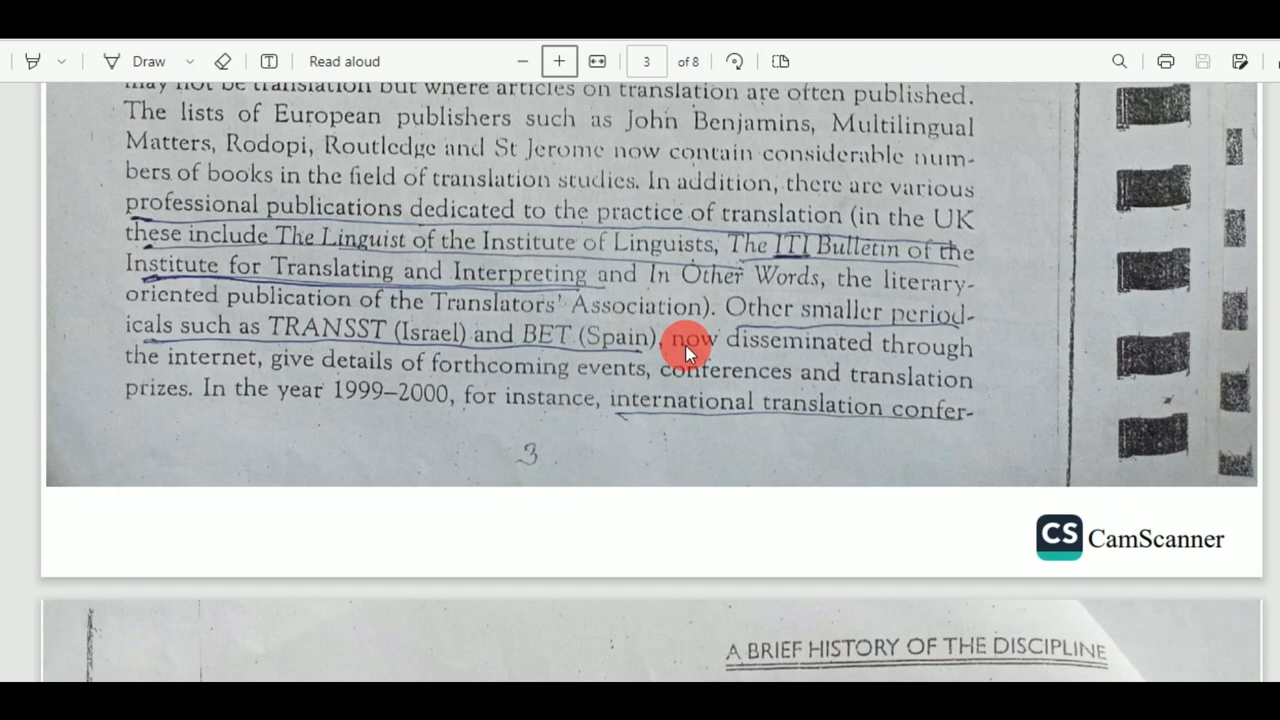 Draw
Read aloud
3 of 8
may not be translation but where articles on translation are often published.
The lists of European publishers such as John Benjamins, Multilingual
Matters, Rodopi, Routledge and St Jerome now contain considerable num-
bers of books in the field of translation studies. In addition, there are various
professional publications dedicated to the practice of translation (in the UK
these include The Linguist of the Institute of Linguists, The ITI Bulletin of the
Institute for Translating and Interpreting and In Other Words, the literary-
oriented publication of the Translators' Association). Other smaller period-
icals such as TRANSST (Israel) and BET (Spain), now disseminated through
the internet, give details of forthcoming events, conferences and translation
prizes. In the year 1999–2000, for instance, international translation confer-
3
CS CamScanner
A BRIEF HISTORY OF THE DISCIPLINE